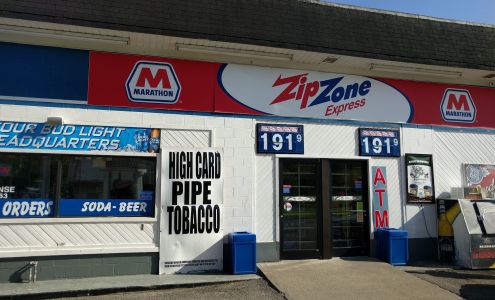 MARATHON
ZipZone
Express
MARATHON
YOUR BUD LIGHT
HEADQUARTERS
191 9
191 9
HIGH CARD
PIPE
TOBACCO
ATM
ORDERS
SODA-BEER